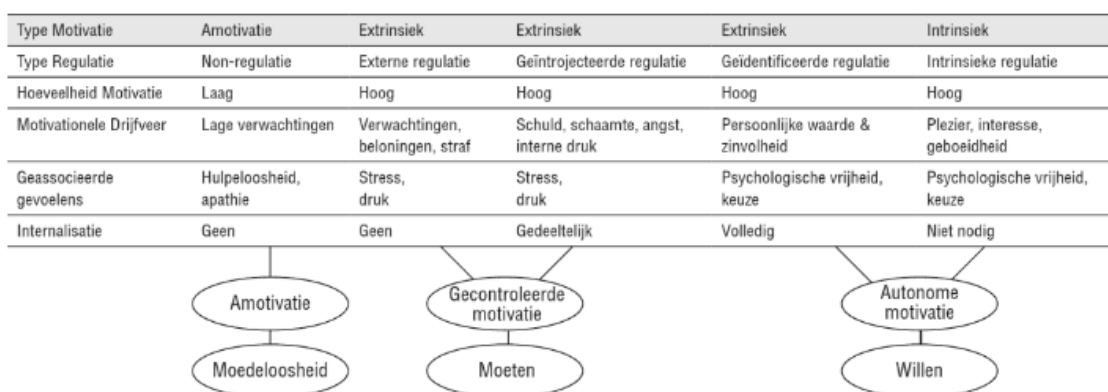 Type Motivatie Amotivatie Extrinsiek Extrinsiek Extrinsiek Intrinsiek
Type Regulatie Non-regulatie Externe regulatie Geïntrojecteerde regulatie Geïdentificeerde regulatie Intrinsieke regulatie
Hoeveelheid Motivatie Laag Hoog Hoog Hoog Hoog
Motivationele Drijfveer Lage verwachtingen Verwachtingen, Schuld, schaamte, angst, Persoonlijke waarde & Plezier, interesse,
beloningen, straf interne druk zinvolheid geboeidheid
Geassocieerde Hulpeloosheid, Stress, Stress, Psychologische vrijheid, Psychologische vrijheid,
gevoelens apathie druk druk keuze keuze
Internalisatie Geen Geen Gedeeltelijk Volledig Niet nodig
Amotivatie Gecontroleerde Autonome
motivatie motivatie
Moedeloosheid Moeten Willen